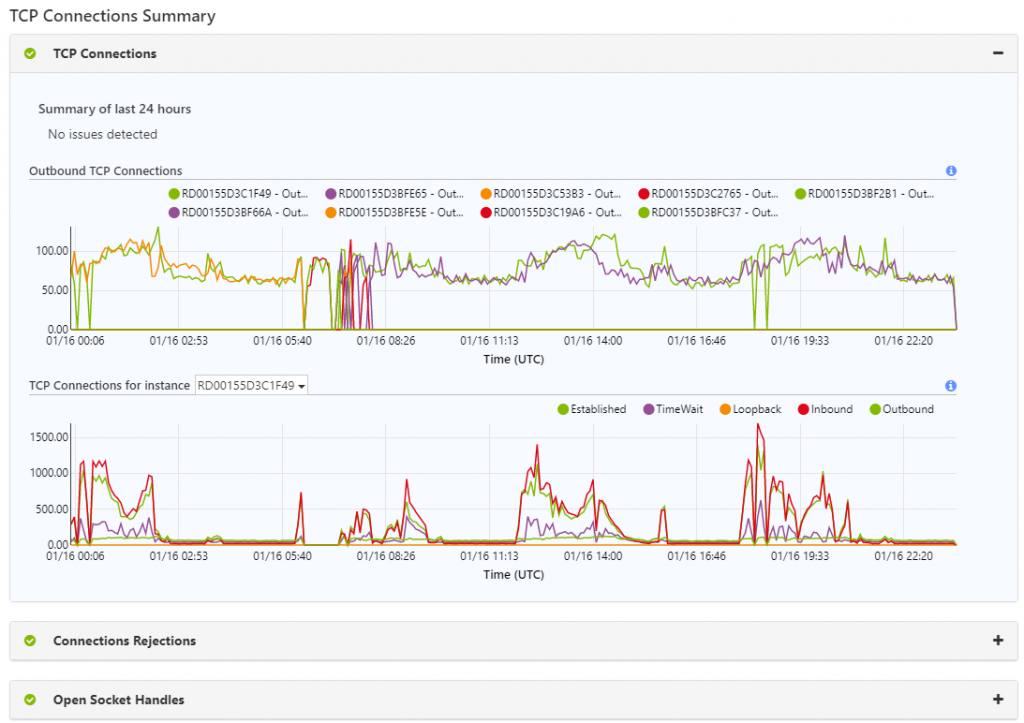 TCP Connections Summary
TCP Connections
Summary of last 24 hours
No issues detected
Outbound TCP Connections
RD00155D3C1F49 - Out... RD00155D3BFE65 - Out... RD00155D3C53B3 - Out... RD00155D3C2765 - Out... RD00155D3BF2B1 - Out...
RD00155D3BF66A - Out... RD00155D3BFE5E - Out... RD00155D3C19A6 - Out... RD00155D3BFC37 - Out...
100.00
50.00
0.00
01/16 00:06 01/16 02:53 01/16 05:40 01/16 08:26 01/16 11:13 01/16 14:00 01/16 16:46 01/16 19:33 01/16 22:20
Time (UTC)
TCP Connections for instance RD00155D3C1F49
Established TimeWait Loopback Inbound Outbound
1500.00
1000.00
500.00
0.00
01/16 00:06 01/16 02:53 01/16 05:40 01/16 08:26 01/16 11:13 01/16 14:00 01/16 16:46 01/16 19:33 01/16 22:20
Time (UTC)
Connections Rejections
Open Socket Handles